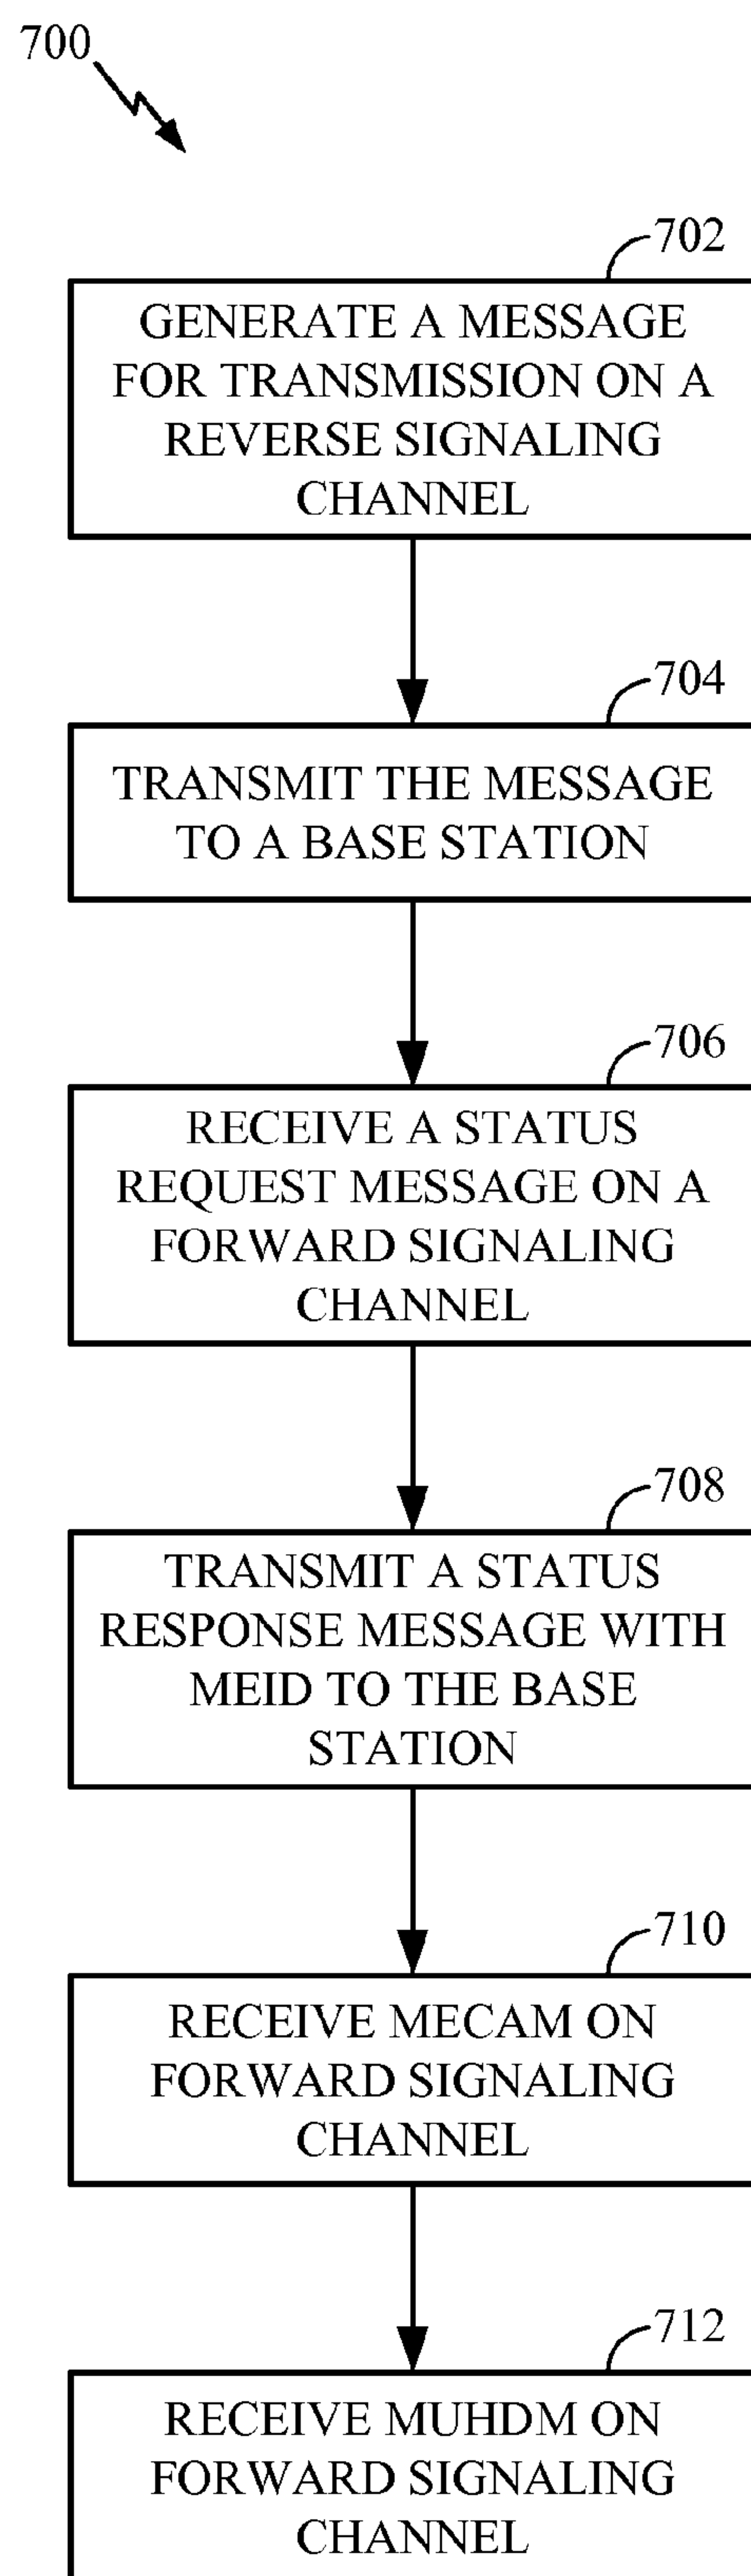 700
702
GENERATE A MESSAGE
FOR TRANSMISSION ON A
REVERSE SIGNALING
CHANNEL
704
TRANSMIT THE MESSAGE
TO A BASE STATION
706
RECEIVE A STATUS
REQUEST MESSAGE ON A
FORWARD SIGNALING
CHANNEL
708
TRANSMIT A STATUS
RESPONSE MESSAGE WITH
MEID TO THE BASE
STATION
710
RECEIVE MECAM ON
FORWARD SIGNALING
CHANNEL
712
RECEIVE MUHDM ON
FORWARD SIGNALING
CHANNEL